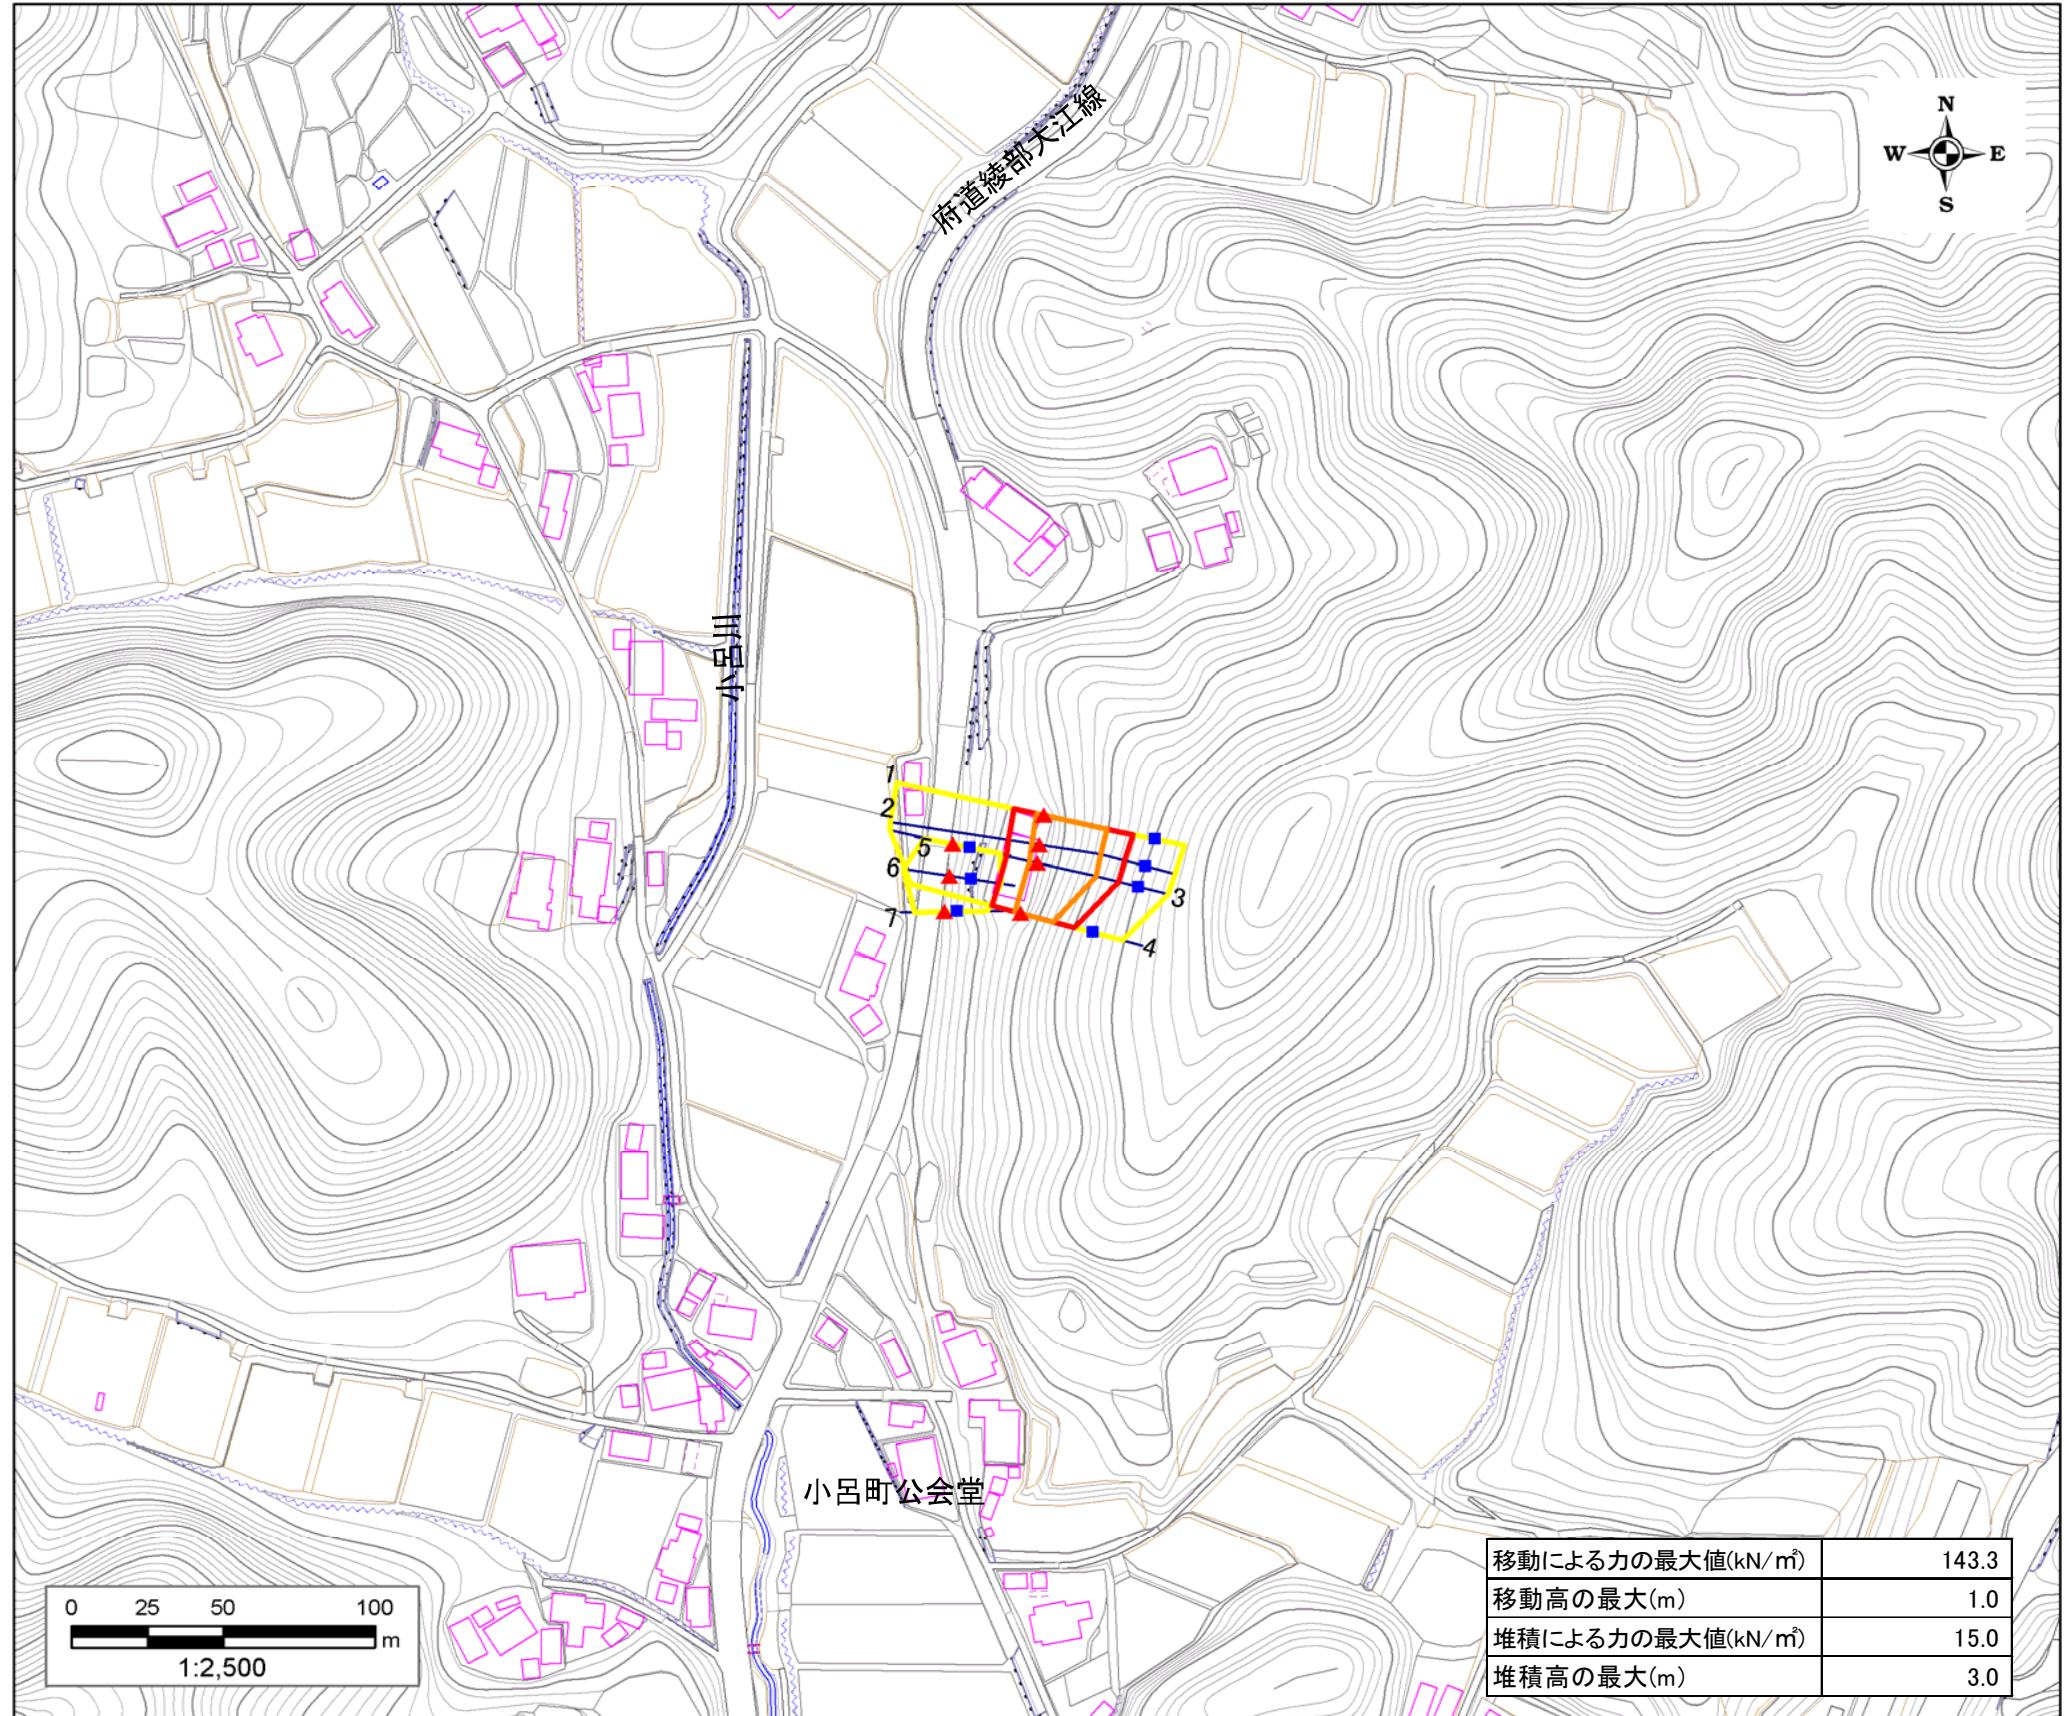 府道綾部大江線
N
W E
S
小呂川
1
2
5
6
7
3
4
小呂町公会堂
移動による力の最大値(kN/㎡) 143.3
移動高の最大(m) 1.0
堆積による力の最大値(kN/㎡) 15.0
堆積高の最大(m) 3.0
0 25 50 100
m
1:2,500